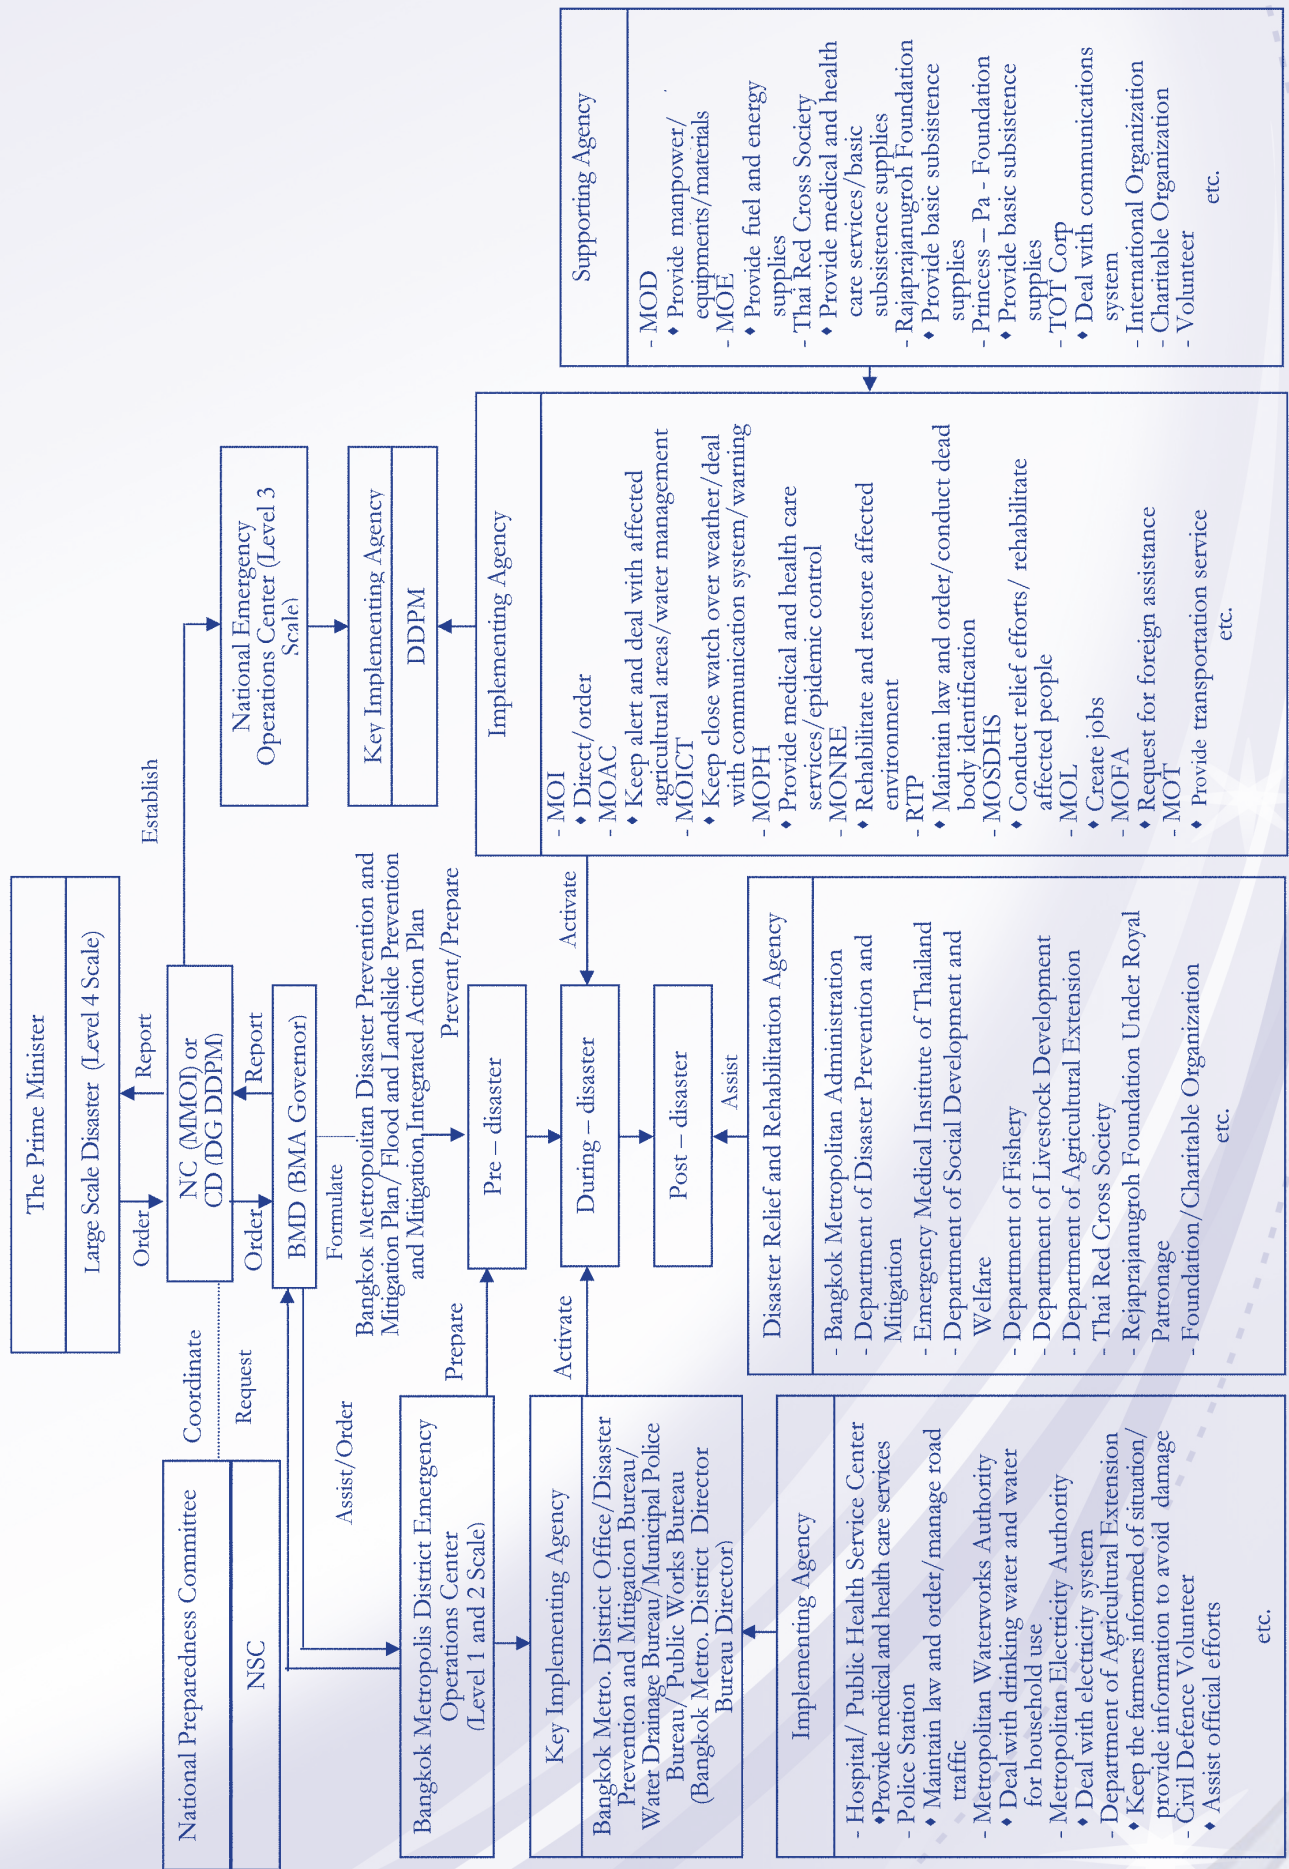 The Prime Minister
Large Scale Disaster (Level 4 Scale)
Order
Report
National Preparedness Committee
NSC
Coordinate
Request
NC (MMOI) or
CD (DG DDPM)
Establish
National Emergency
Operations Center (Level 3
Scale)
Order
Report
BMD (BMA Governor)
Assist/Order
Formulate
Bangkok Metropolitan Disaster Prevention and
Mitigation Plan/ Flood and Landslide Prevention
and Mitigation Integrated Action Plan
Key Implementing Agency
DDPM
Bangkok Metropolis District Emergency
Operations Center
(Level 1 and 2 Scale)
Prepare
Prevent/Prepare
Pre – disaster
Key Implementing Agency
Bangkok Metro. District Office/Disaster
Prevention and Mitigation Bureau/
Water Drainage Bureau/Municipal Police
Bureau/ Public Works Bureau
(Bangkok Metro. District Director
Bureau Director)
Activate
During – disaster
Activate
Post – disaster
Assist
Implementing Agency
- Hospital/ Public Health Service Center
♦Provide medical and health care services
- Police Station
♦ Maintain law and order/manage road
traffic
- Metropolitan Waterworks Authority
♦ Deal with drinking water and water
for household use
- Metropolitan Electricity Authority
♦ Deal with electricity system
- Department of Agricultural Extension
♦ Keep the farmers informed of situation/
provide information to avoid damage
- Civil Defence Volunteer
♦ Assist official efforts
etc.
Disaster Relief and Rehabilitation Agency
- Bangkok Metropolitan Administration
- Department of Disaster Prevention and
Mitigation
- Emergency Medical Institute of Thailand
- Department of Social Development and
Welfare
- Department of Fishery
- Department of Livestock Development
- Department of Agricultural Extension
- Thai Red Cross Society
- Rejaprajanugroh Foundation Under Royal
Patronage
- Foundation/Charitable Organization
etc.
Implementing Agency
- MOI
♦ Direct/order
- MOAC
♦ Keep alert and deal with affected
agricultural areas/water management
- MOICT
♦ Keep close watch over weather/deal
with communication system/warning
- MOPH
♦ Provide medical and health care
services/epidemic control
- MONRE
♦ Rehabilitate and restore affected
environment
- RTP
♦ Maintain law and order/conduct dead
body identification
- MOSDHS
♦ Conduct relief efforts/ rehabilitate
affected people
- MOL
♦ Create jobs
- MOFA
♦ Request for foreign assistance
- MOT
♦ Provide transportation service
etc.
Supporting Agency
- MOD
♦ Provide manpower/
equipments/materials
- MOE
♦ Provide fuel and energy
supplies
- Thai Red Cross Society
♦ Provide medical and health
care services/basic
subsistence supplies
- Rajaprajanugroh Foundation
♦ Provide basic subsistence
supplies
- Princess – Pa - Foundation
♦ Provide basic subsistence
supplies
- TOT Corp
♦ Deal with communications
system
- International Organization
- Charitable Organization
- Volunteer
etc.